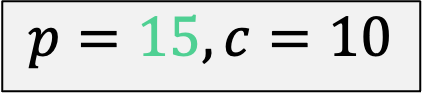 p = 15, c = 10